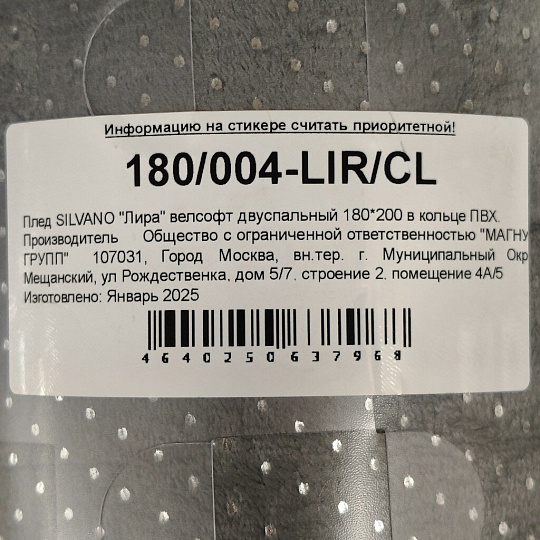 Информацию на стикере считать приоритетной!
180/004-LIR/CL
Плед SILVANO "Лира" велсофт двуспальный 180*200 в кольце ПВХ.
Производитель Общество с ограниченной ответственностью "МАГНУ
ГРУПП" 107031, Город Москва, вн.тер. г. Муниципальный Окр
Мещанский, ул Рождественка, дом 5/7, строение 2, помещение 4А/5
Изготовлено: Январь 2025
4640250637968